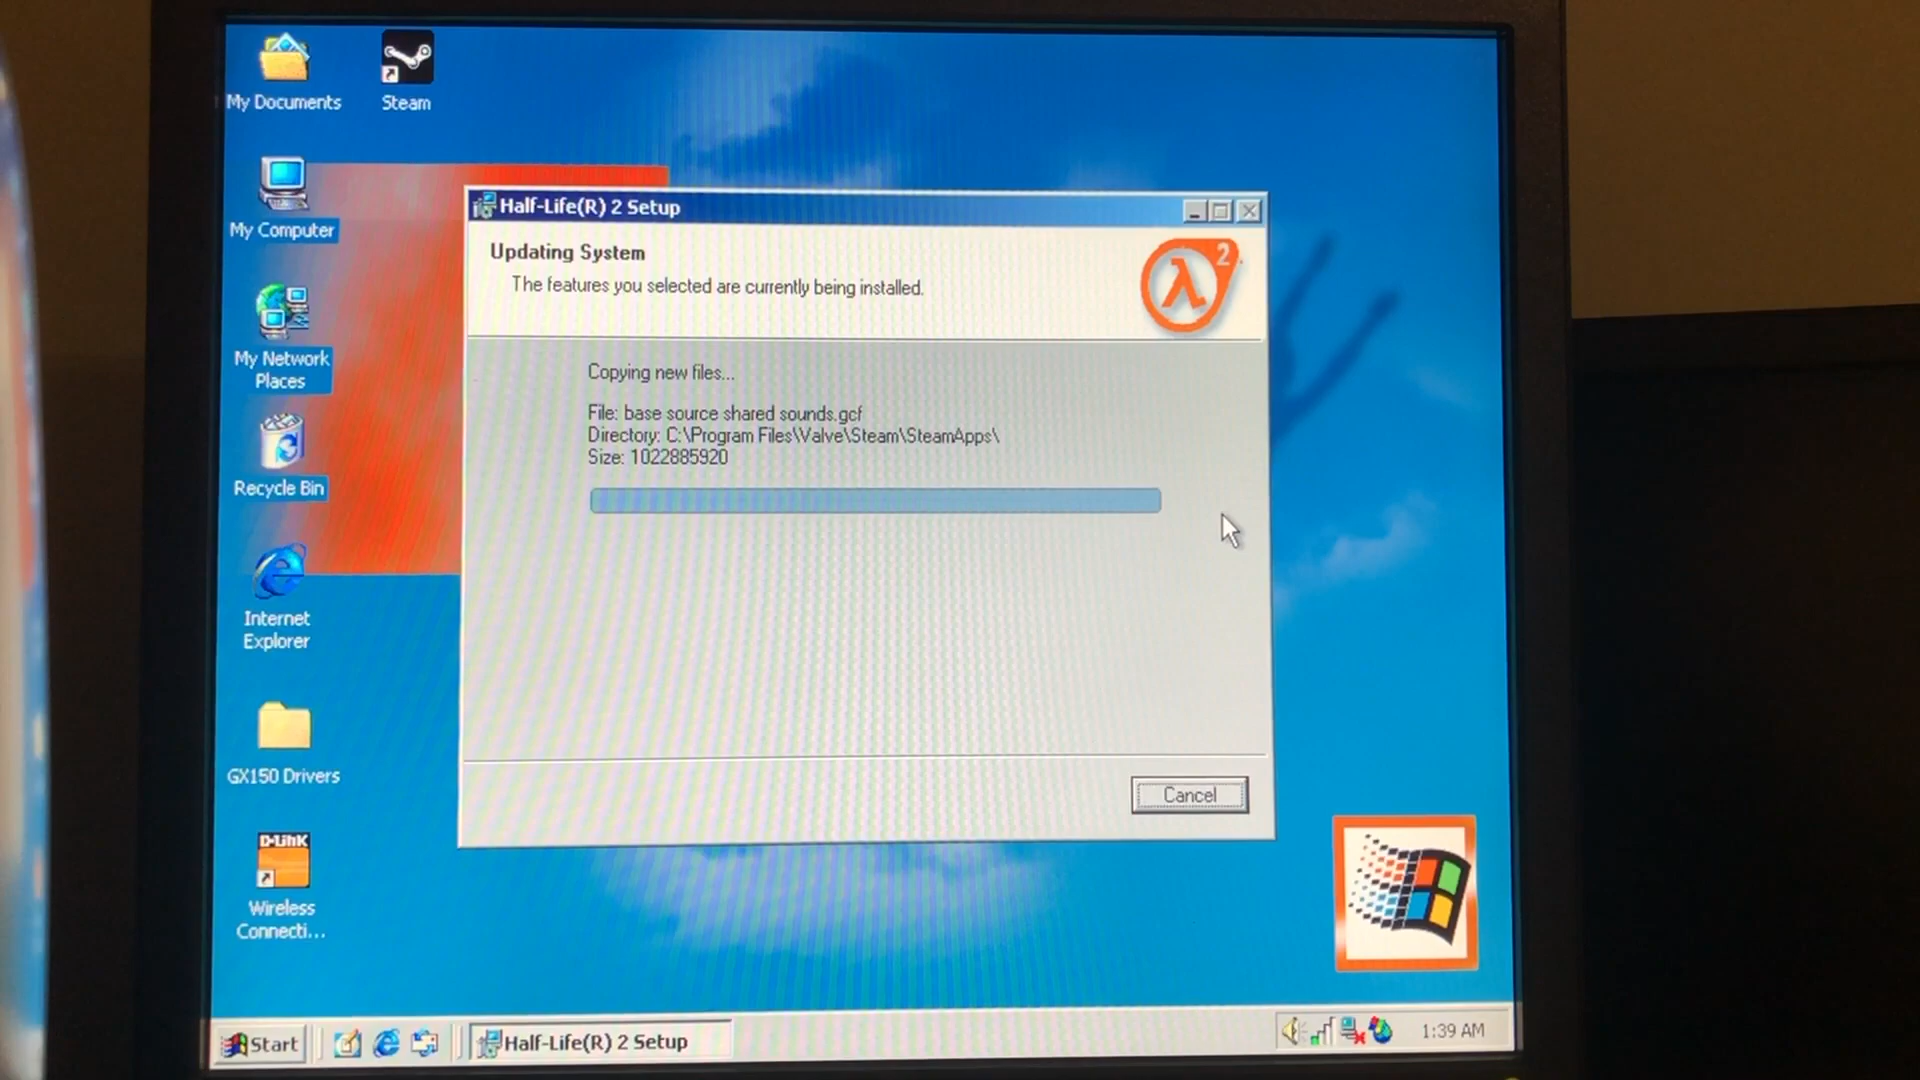 My Documents
Steam
My Computer
My Network
Places
Recycle Bin
Internet
Explorer
GX150 Drivers
D-Link
Wireless
Connecti...
Half-Life(R) 2 Setup
Updating System
The features you selected are currently being installed.
λ2
Copying new files...
File: base source shared sounds.gcf
Directory: C:\Program Files\Valve\Steam\SteamApps\
Size: 1022885920
Cancel
Start
Half-Life(R) 2 Setup
1:39 AM